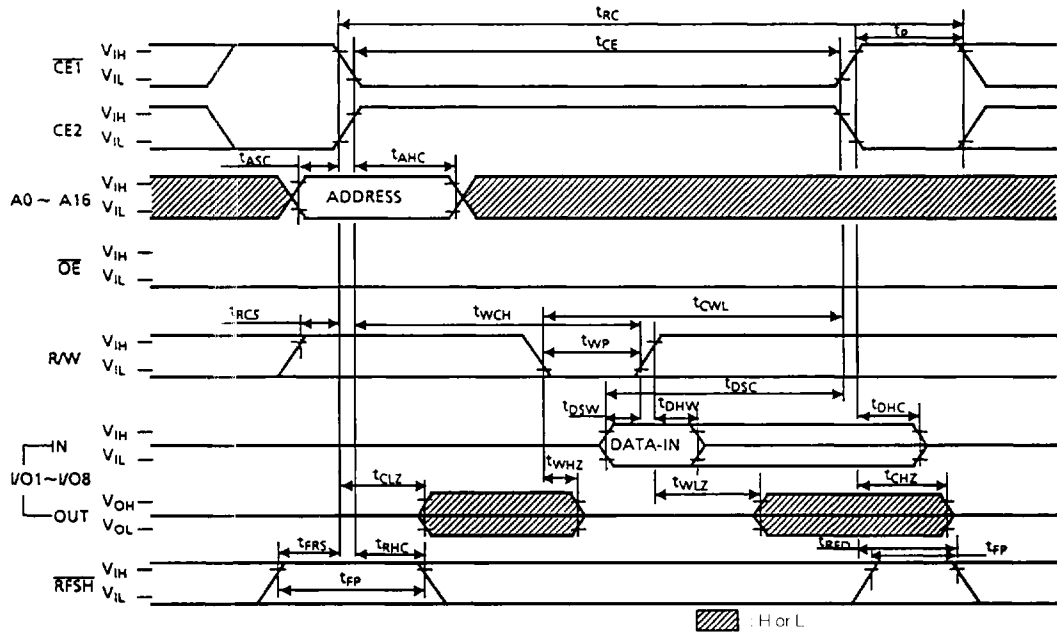 tRC
tP
tCE
CE1 VIH
VIL
CE2 VIH
VIL
tASC tAHC
A0 ~ A16 VIH
VIL
ADDRESS
OE VIH
VIL
tRCS tWCH tCWL
R/W VIH
VIL
tWP
tDSC
tDSW tDHW tDHC
IN VIH
VIL
DATA-IN
I/O1~I/O8
tCLZ tWHZ tWLZ tCHZ
OUT VOH
VOL
tFRS tRHC tRFD tFP
RFSH VIH
VIL
tFP
: H or L